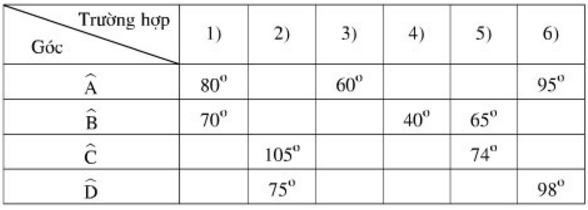 Trường hợp
Góc
1) 2) 3) 4) 5) 6)
Â 80° 60° 95°
B̂ 70° 40° 65°
Ĉ 105° 74°
D̂ 75° 98°